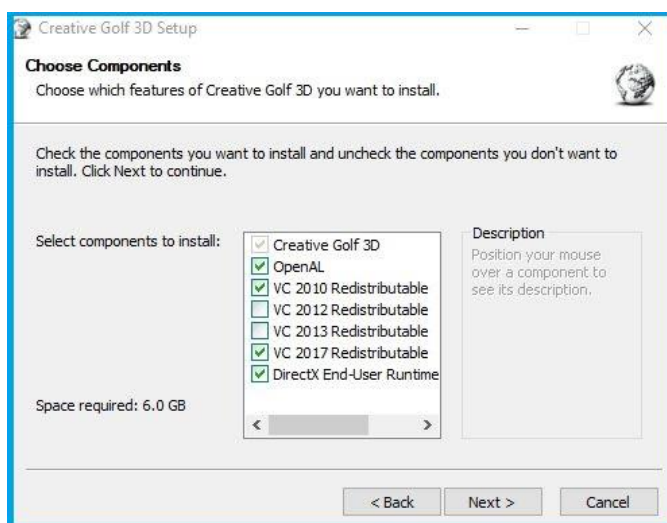 Creative Golf 3D Setup
Choose Components
Choose which features of Creative Golf 3D you want to install.
Check the components you want to install and uncheck the components you don't want to
install. Click Next to continue.
Select components to install:
Creative Golf 3D
OpenAL
VC 2010 Redistributable
VC 2012 Redistributable
VC 2013 Redistributable
VC 2017 Redistributable
DirectX End-User Runtime
Description
Position your mouse
over a component to
see its description.
Space required: 6.0 GB
< Back Next > Cancel